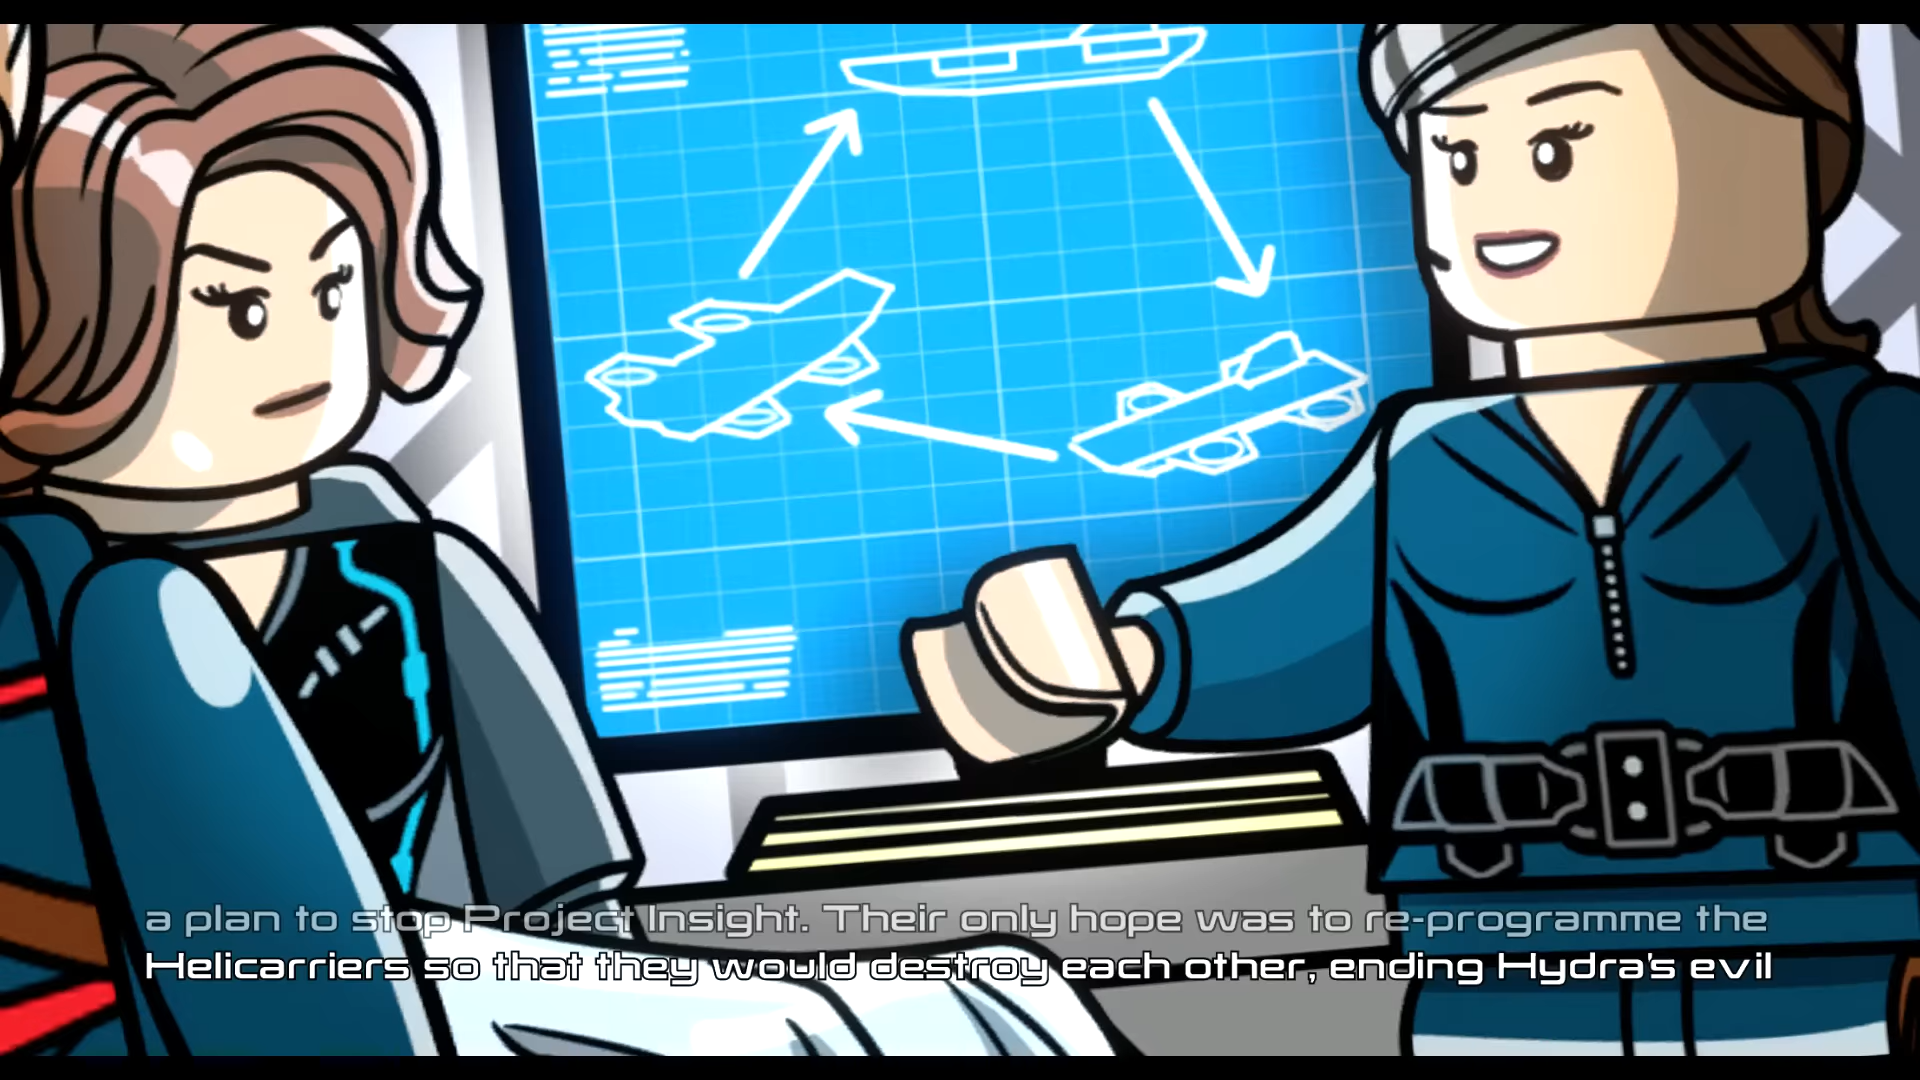 a plan to stop Project Insight. Their only hope was to re-programme the
Helicarriers so that they would destroy each other, ending Hydra's evil